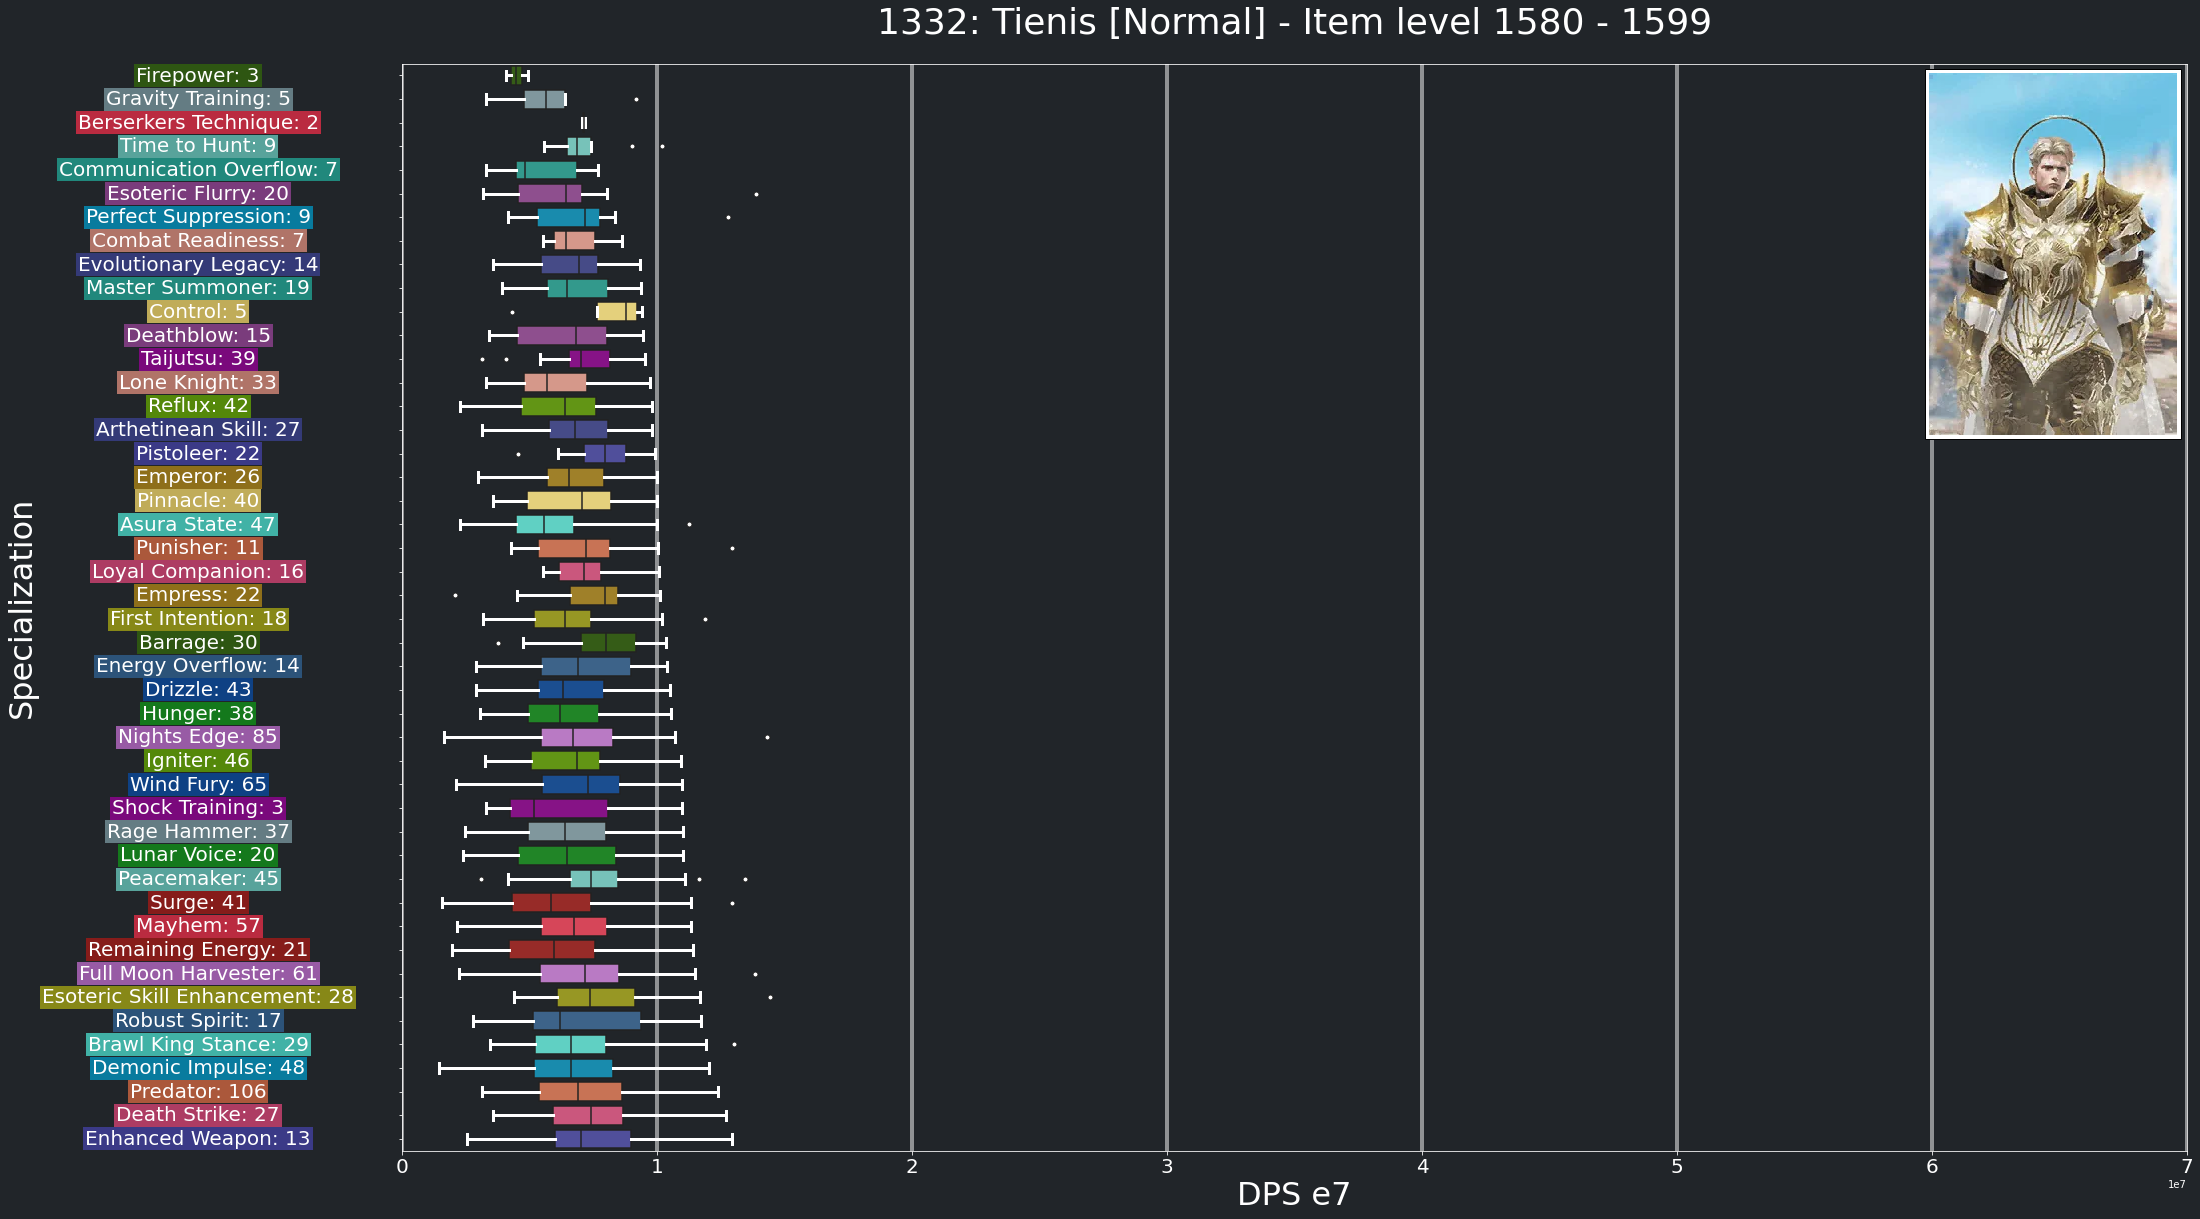 1332: Tienis [Normal] - Item level 1580 - 1599
Specialization
Firepower: 3
Gravity Training: 5
Berserkers Technique: 2
Time to Hunt: 9
Communication Overflow: 7
Esoteric Flurry: 20
Perfect Suppression: 9
Combat Readiness: 7
Evolutionary Legacy: 14
Master Summoner: 19
Control: 5
Deathblow: 15
Taijutsu: 39
Lone Knight: 33
Reflux: 42
Arthetinean Skill: 27
Pistoleer: 22
Emperor: 26
Pinnacle: 40
Asura State: 47
Punisher: 11
Loyal Companion: 16
Empress: 22
First Intention: 18
Barrage: 30
Energy Overflow: 14
Drizzle: 43
Hunger: 38
Nights Edge: 85
Igniter: 46
Wind Fury: 65
Shock Training: 3
Rage Hammer: 37
Lunar Voice: 20
Peacemaker: 45
Surge: 41
Mayhem: 57
Remaining Energy: 21
Full Moon Harvester: 61
Esoteric Skill Enhancement: 28
Robust Spirit: 17
Brawl King Stance: 29
Demonic Impulse: 48
Predator: 106
Death Strike: 27
Enhanced Weapon: 13
0 1 2 3 4 5 6 7
1e7
DPS e7